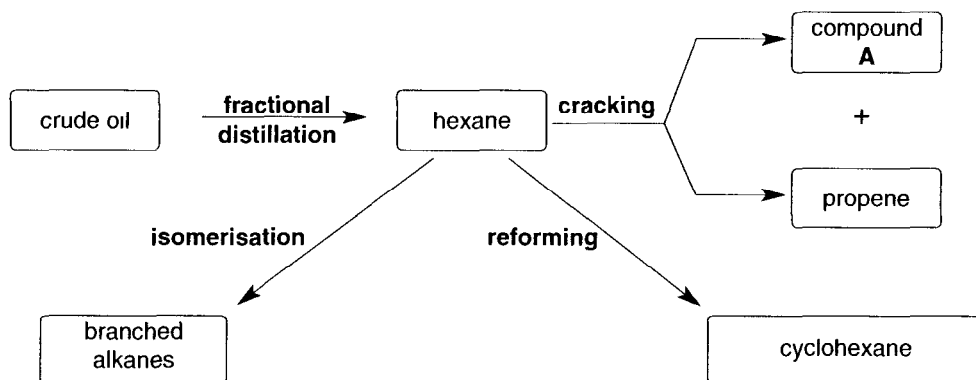 compound
A
fractional
cracking
crude oil
hexane
+
distillation
propene
isomerisation
reforming
branched
alkanes
cyclohexane